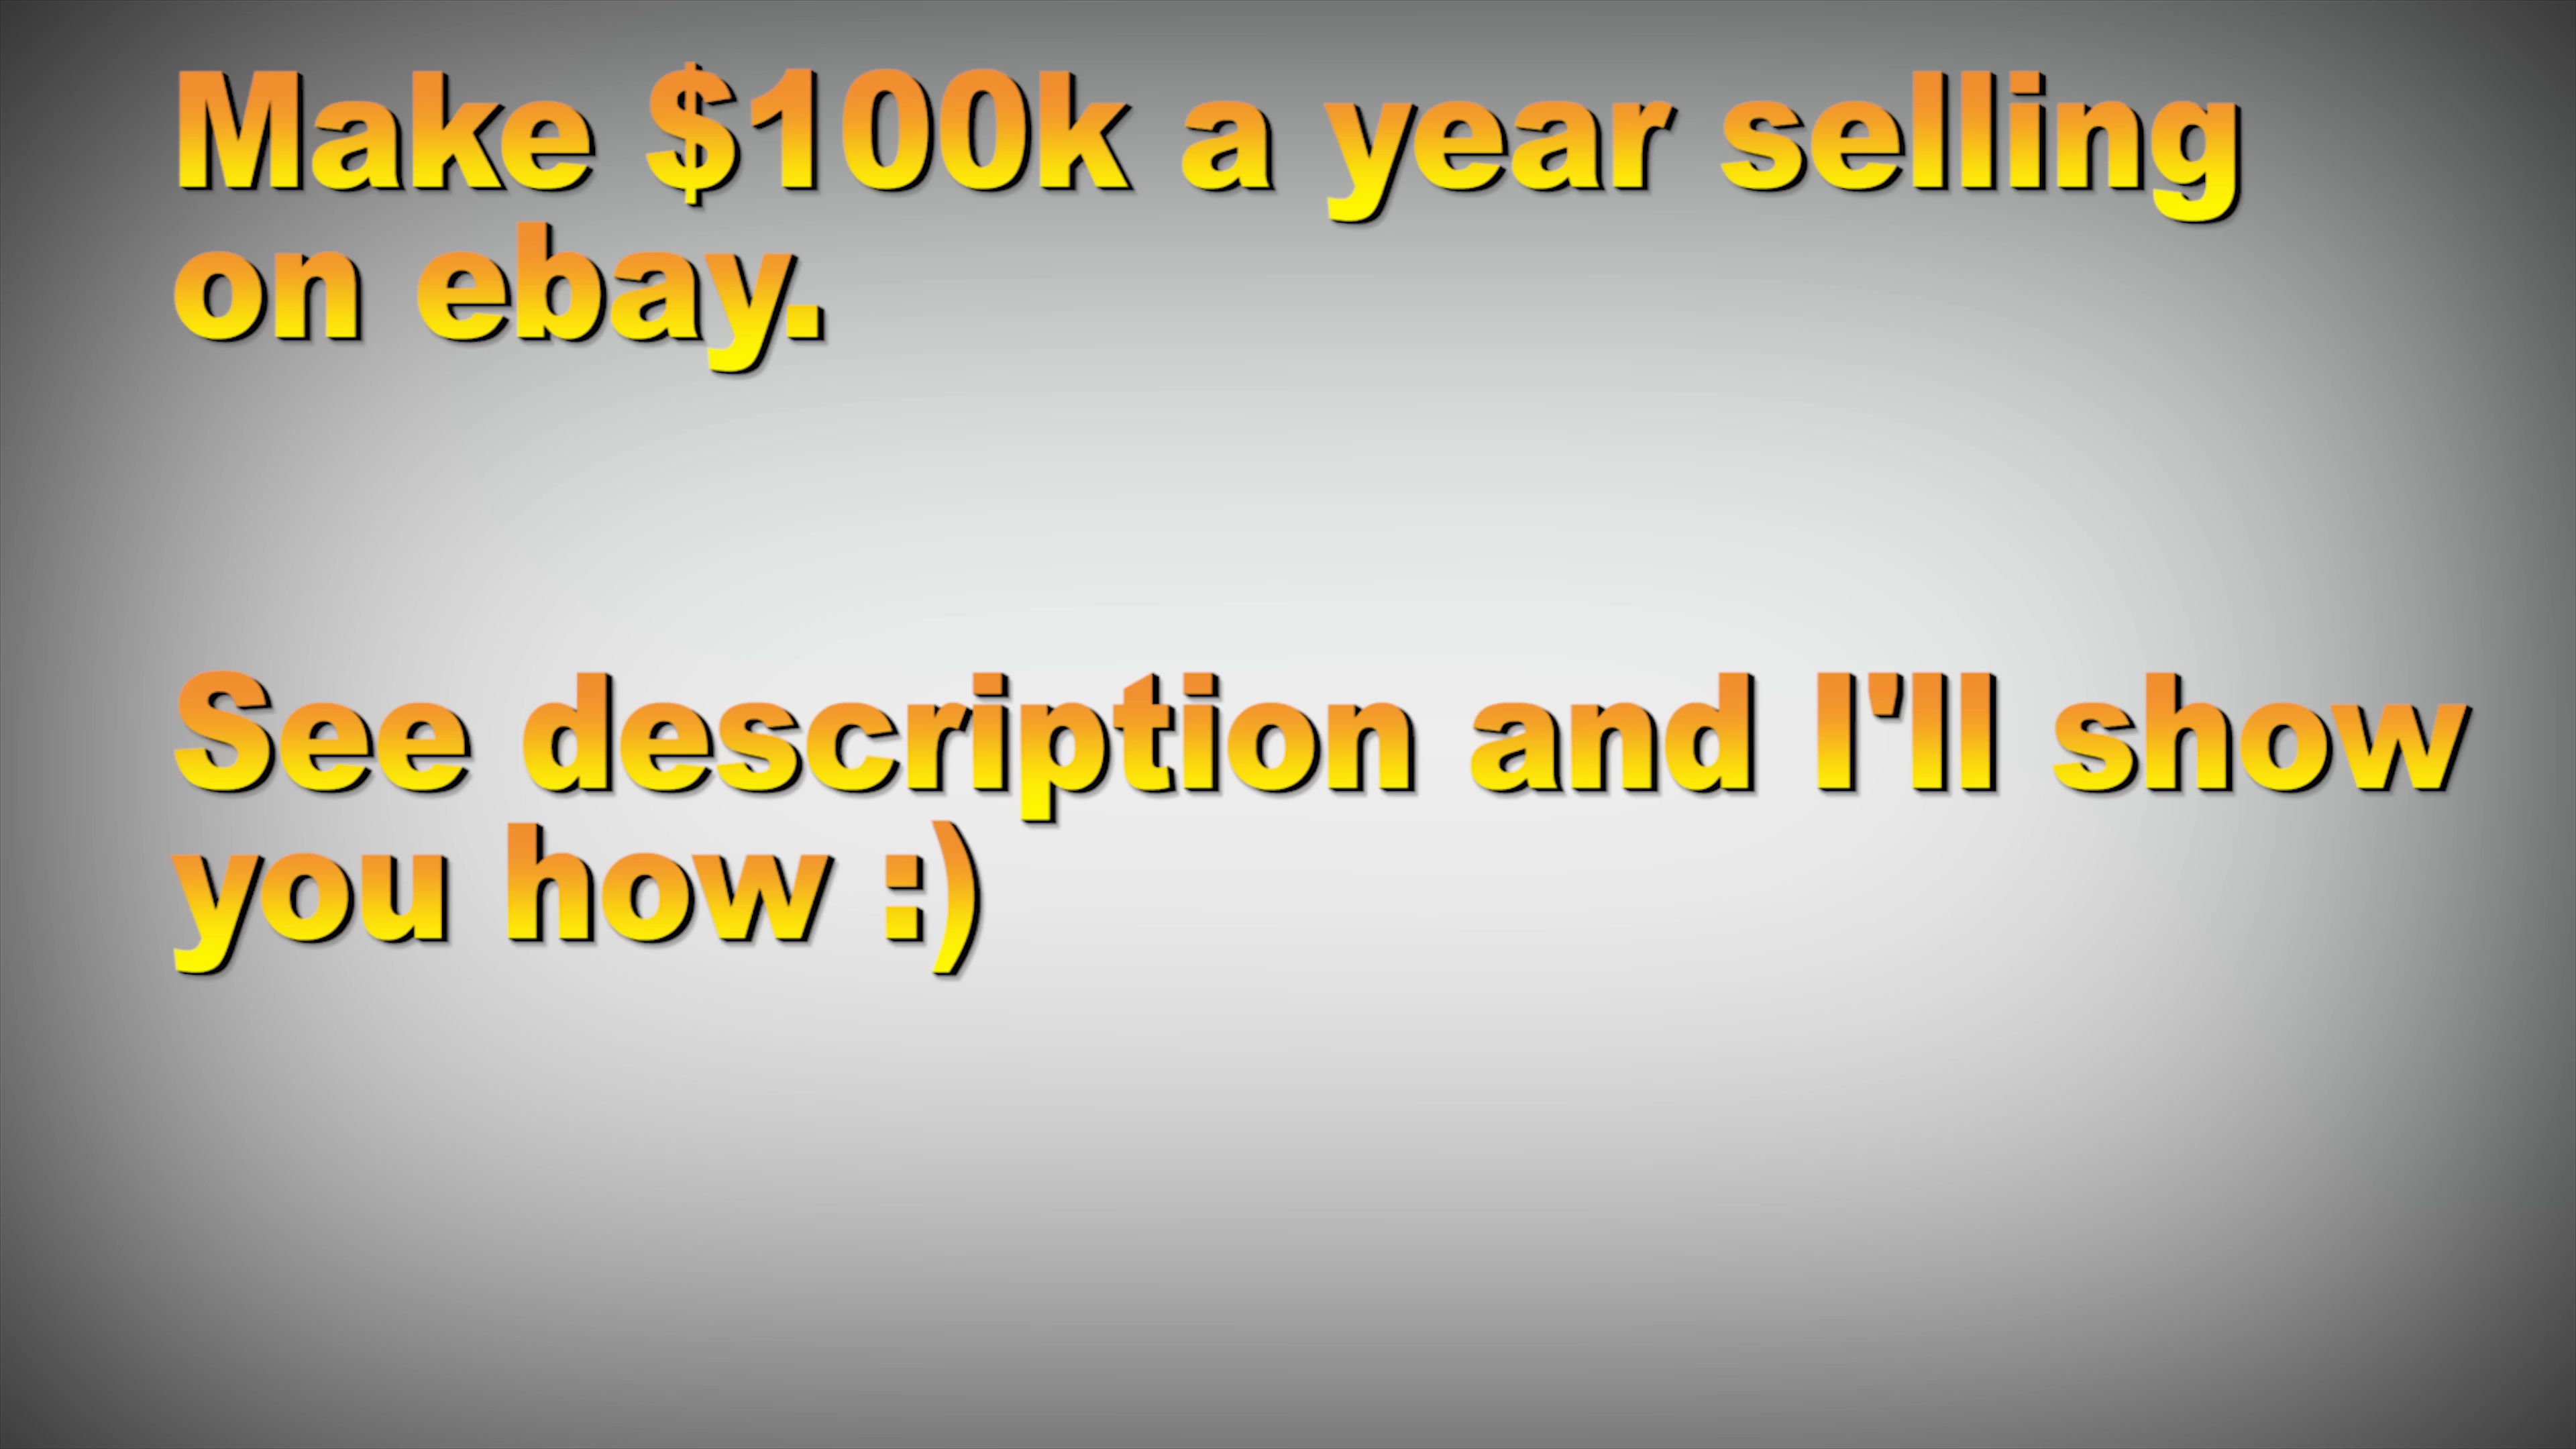 Make $100k a year selling
on ebay.
See description and I'll show
you how :)